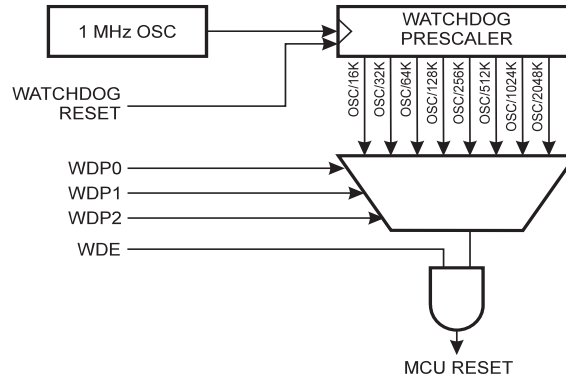 1 MHz OSC
WATCHDOG
PRESCALER
WATCHDOG
RESET
OSC/16K
OSC/32K
OSC/64K
OSC/128K
OSC/256K
OSC/512K
OSC/1024K
OSC/2048K
WDP0
WDP1
WDP2
WDE
MCU RESET